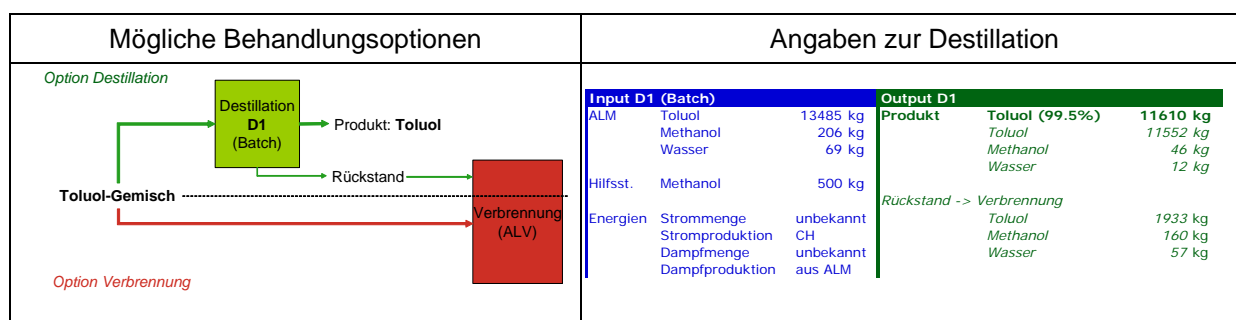 Mögliche Behandlungsoptionen
Option Destillation
Destillation
D1
(Batch)
Produkt: Toluol
Rückstand
Toluol-Gemisch
Verbrennung
(ALV)
Option Verbrennung
Angaben zur Destillation
Input D1 (Batch) Output D1
ALM Toluol 13485 kg Produkt Toluol (99.5%) 11610 kg
Methanol 206 kg Toluol 11552 kg
Wasser 69 kg Methanol 46 kg
Wasser 12 kg
Hilfsst. Methanol 500 kg
Rückstand -> Verbrennung
Energien Strommenge unbekannt Toluol 1933 kg
Stromproduktion CH Methanol 160 kg
Dampfmenge unbekannt Wasser 57 kg
Dampfproduktion aus ALM